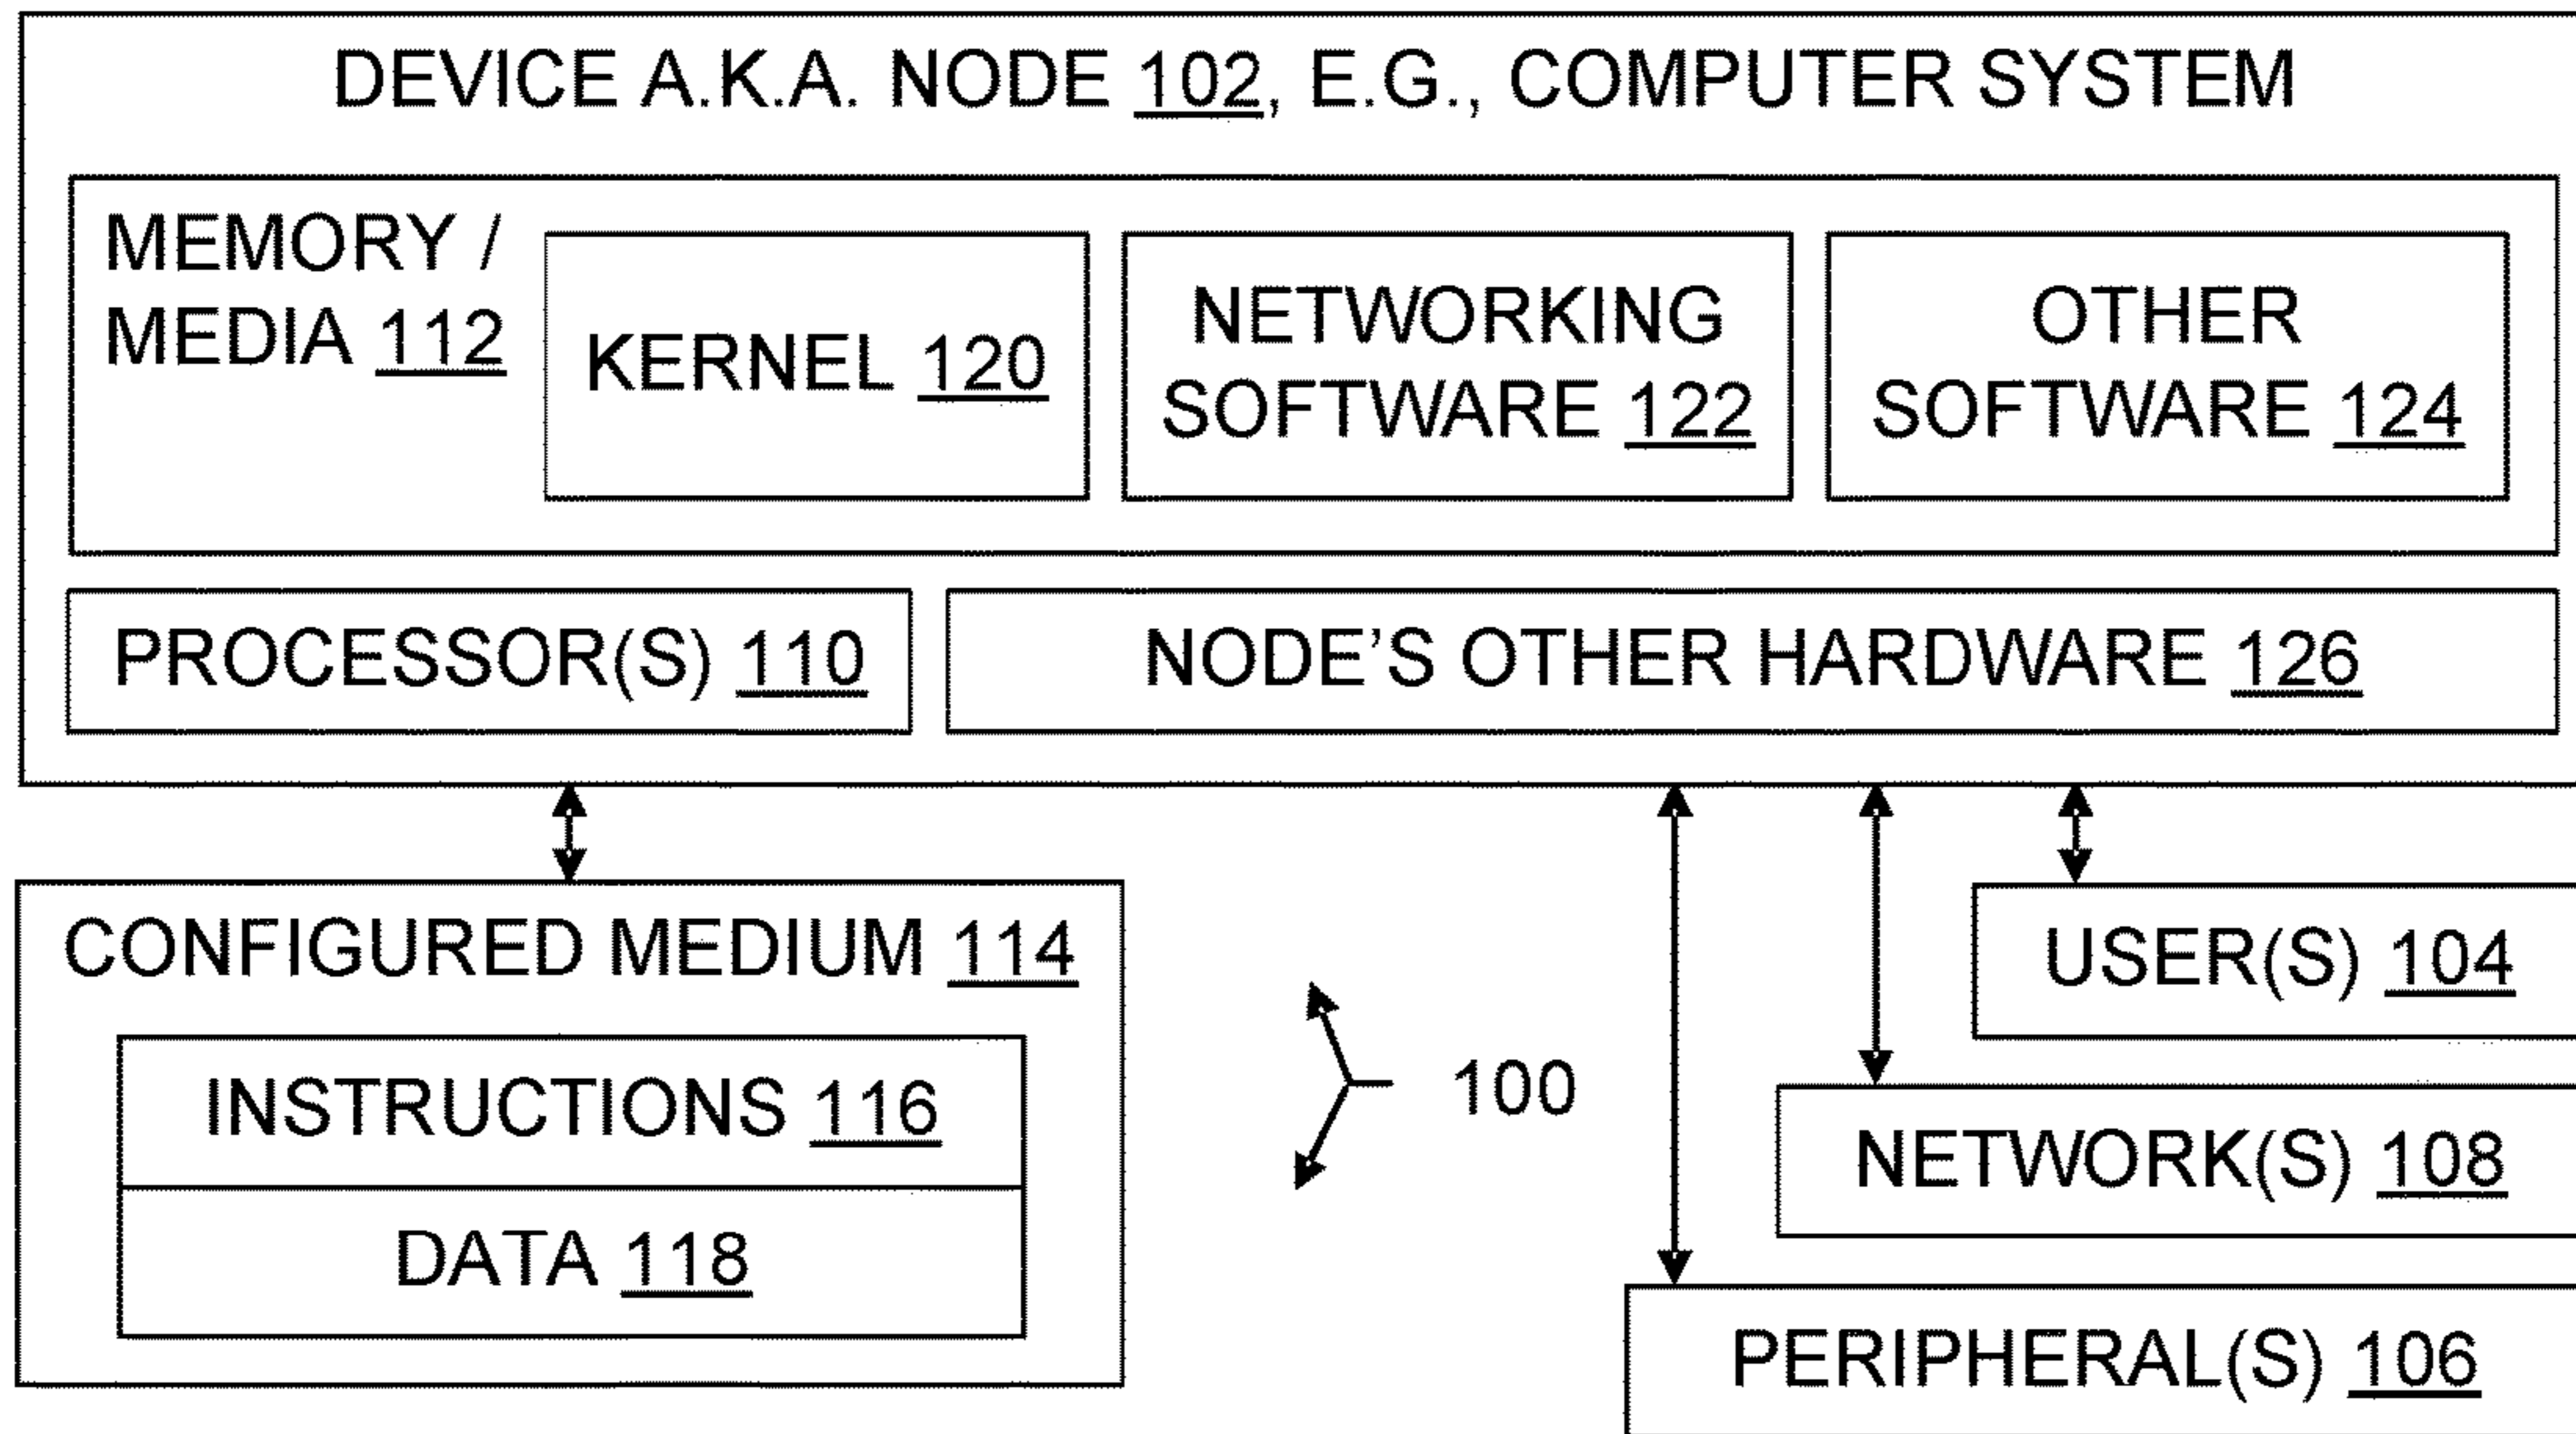 DEVICE A.K.A. NODE 102, E.G., COMPUTER SYSTEM
MEMORY /
MEDIA 112
KERNEL 120
NETWORKING
SOFTWARE 122
OTHER
SOFTWARE 124
PROCESSOR(S) 110
NODE’S OTHER HARDWARE 126
CONFIGURED MEDIUM 114
INSTRUCTIONS 116
DATA 118
100
USER(S) 104
NETWORK(S) 108
PERIPHERAL(S) 106